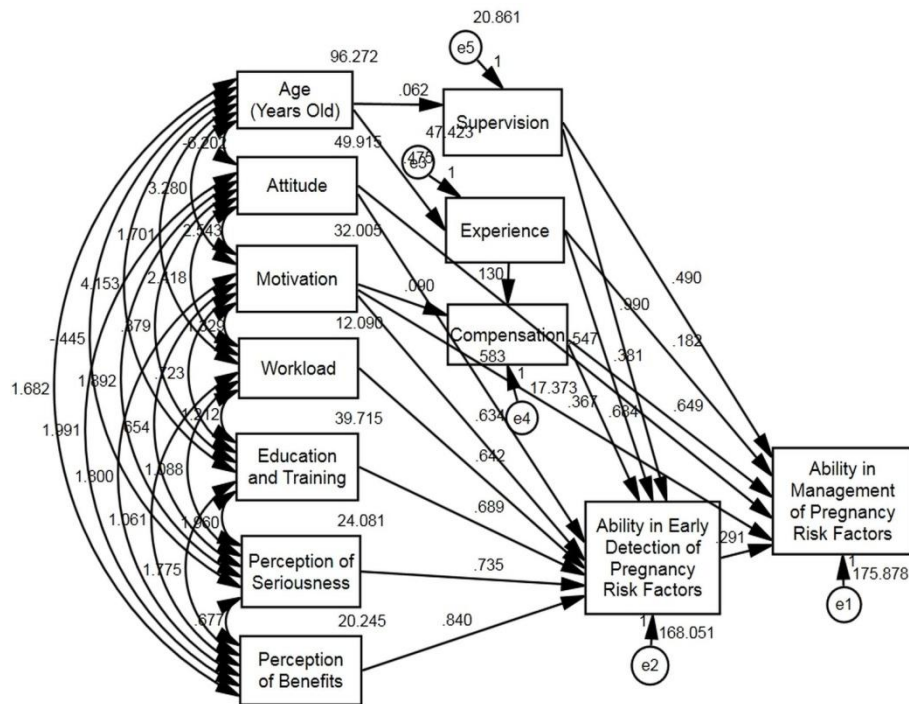 20.861
e5
1
96.272
Age
(Years Old)
.062
Supervision
47.423
49.915
.475
e3
1
-6.202
Attitude
3.280
Experience
32.005
2.543
1.701
Motivation
.090
.130
.490
.990
4.153
2.418
12.090
Compensation
.547
.182
-.445
.379
1.329
.583
.381
Workload
1
17.373
1.682
1.892
.723
.367
.684
.649
e4
1.212
39.715
.634
1.991
.654
Education
and Training
.642
1.800
1.088
.689
Ability in
Management
of Pregnancy
Risk Factors
1.061
1.960
24.081
Ability in Early
Detection of
Pregnancy
Risk Factors
.291
Perception of
Seriousness
.735
1.775
1
175.878
.677
20.245
.840
e1
1
168.051
Perception
of Benefits
e2